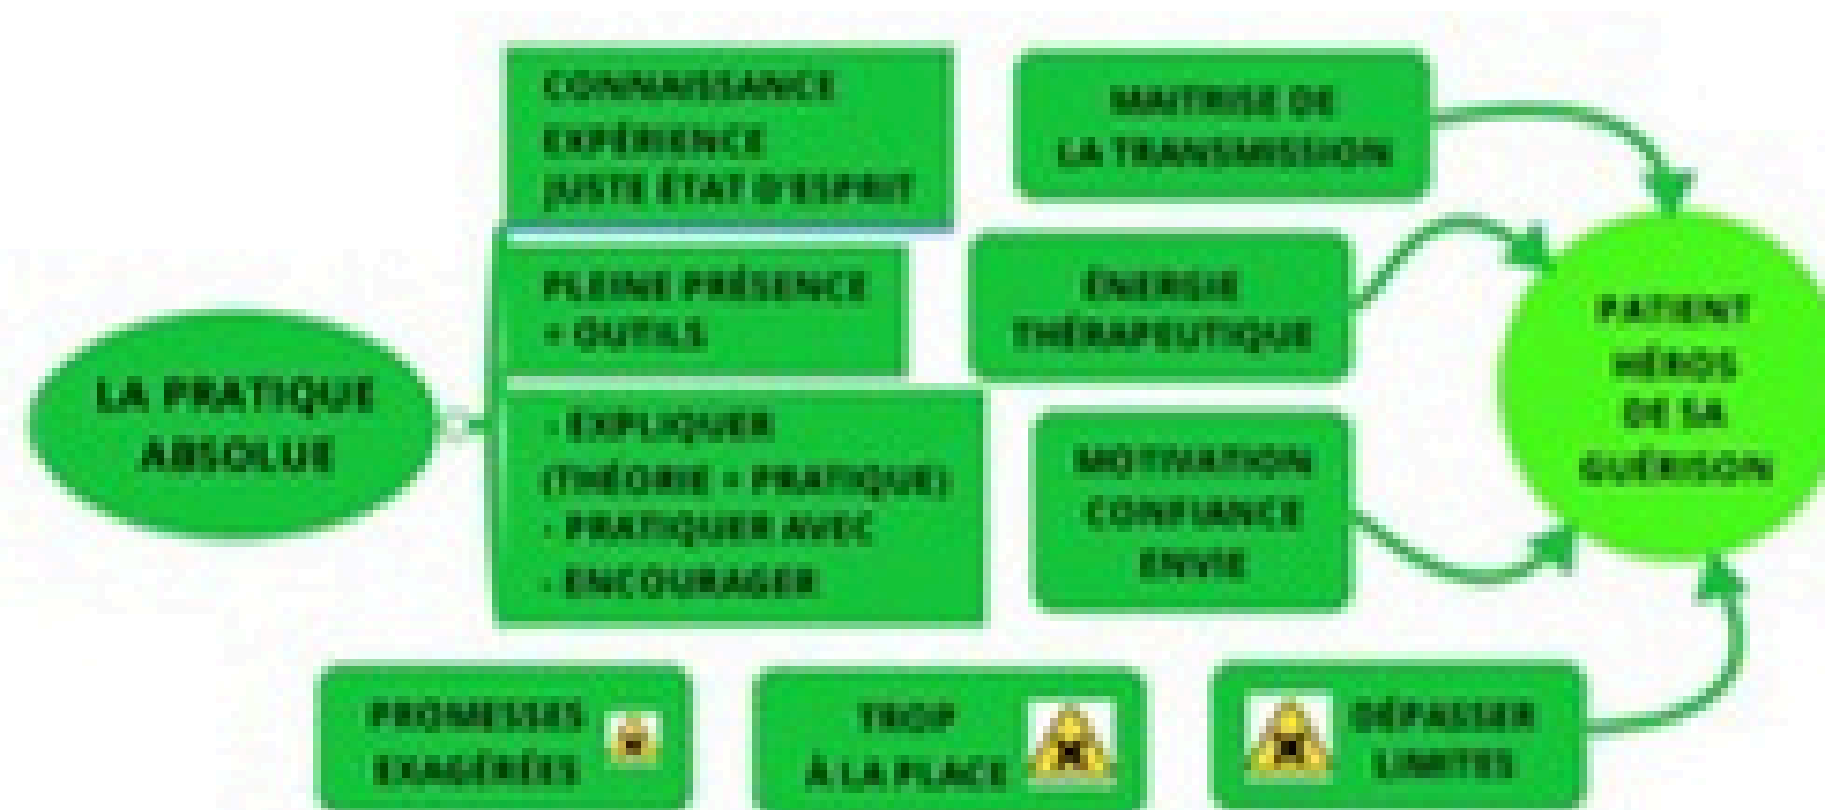 LA PRATIQUE
ABSOLUE
CONNAISSANCE
EXPÉRIENCE
JUSTE ÉTAT D'ESPRIT
PLEINE PRÉSENCE
+ OUTILS
- EXPLIQUER
(THÉORIE + PRATIQUE)
- PRATIQUER AVEC
- ENCOURAGER
MAITRISE DE
LA TRANSMISSION
ÉNERGIE
THÉRAPEUTIQUE
MOTIVATION
CONFIANCE
ENVIE
PATIENT
HÉROS
DE SA
GUÉRISON
PROMESSES
EXAGÉRÉES
TROP
À LA PLACE
DÉPASSER
LIMITES